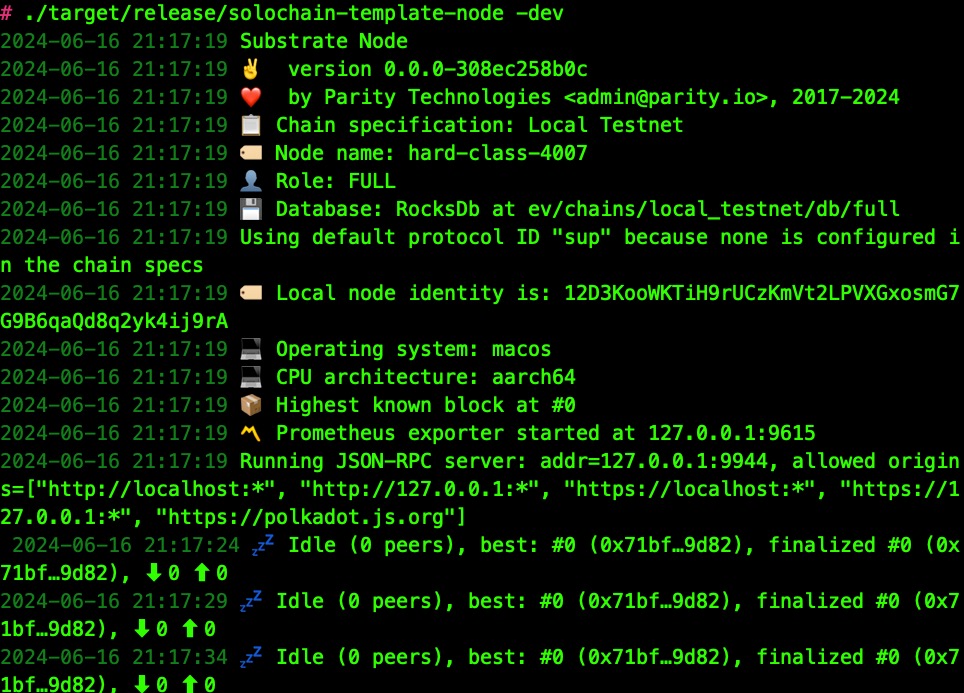 # ./target/release/solochain-template-node -dev
2024-06-16 21:17:19 Substrate Node
2024-06-16 21:17:19 ✌️  version 0.0.0-308ec258b0c
2024-06-16 21:17:19 ❤️  by Parity Technologies <admin@parity.io>, 2017-2024
2024-06-16 21:17:19 📋 Chain specification: Local Testnet
2024-06-16 21:17:19 🏷 Node name: hard-class-4007
2024-06-16 21:17:19 👤 Role: FULL
2024-06-16 21:17:19 💾 Database: RocksDb at ev/chains/local_testnet/db/full
2024-06-16 21:17:19 Using default protocol ID "sup" because none is configured i
n the chain specs
2024-06-16 21:17:19 🏷 Local node identity is: 12D3KooWKTiH9rUCzKmVt2LPVXGxosmG7
G9B6qaQd8q2yk4ij9rA
2024-06-16 21:17:19 💻 Operating system: macos
2024-06-16 21:17:19 💻 CPU architecture: aarch64
2024-06-16 21:17:19 📦 Highest known block at #0
2024-06-16 21:17:19 〽️ Prometheus exporter started at 127.0.0.1:9615
2024-06-16 21:17:19 Running JSON-RPC server: addr=127.0.0.1:9944, allowed origin
s=["http://localhost:*", "http://127.0.0.1:*", "https://localhost:*", "https://1
27.0.0.1:*", "https://polkadot.js.org"]
2024-06-16 21:17:24 💤 Idle (0 peers), best: #0 (0x71bf…9d82), finalized #0 (0x
71bf…9d82), ⬇ 0 ⬆ 0
2024-06-16 21:17:29 💤 Idle (0 peers), best: #0 (0x71bf…9d82), finalized #0 (0x7
1bf…9d82), ⬇ 0 ⬆ 0
2024-06-16 21:17:34 💤 Idle (0 peers), best: #0 (0x71bf…9d82), finalized #0 (0x7
1bf…9d82), ⬇ 0 ⬆ 0